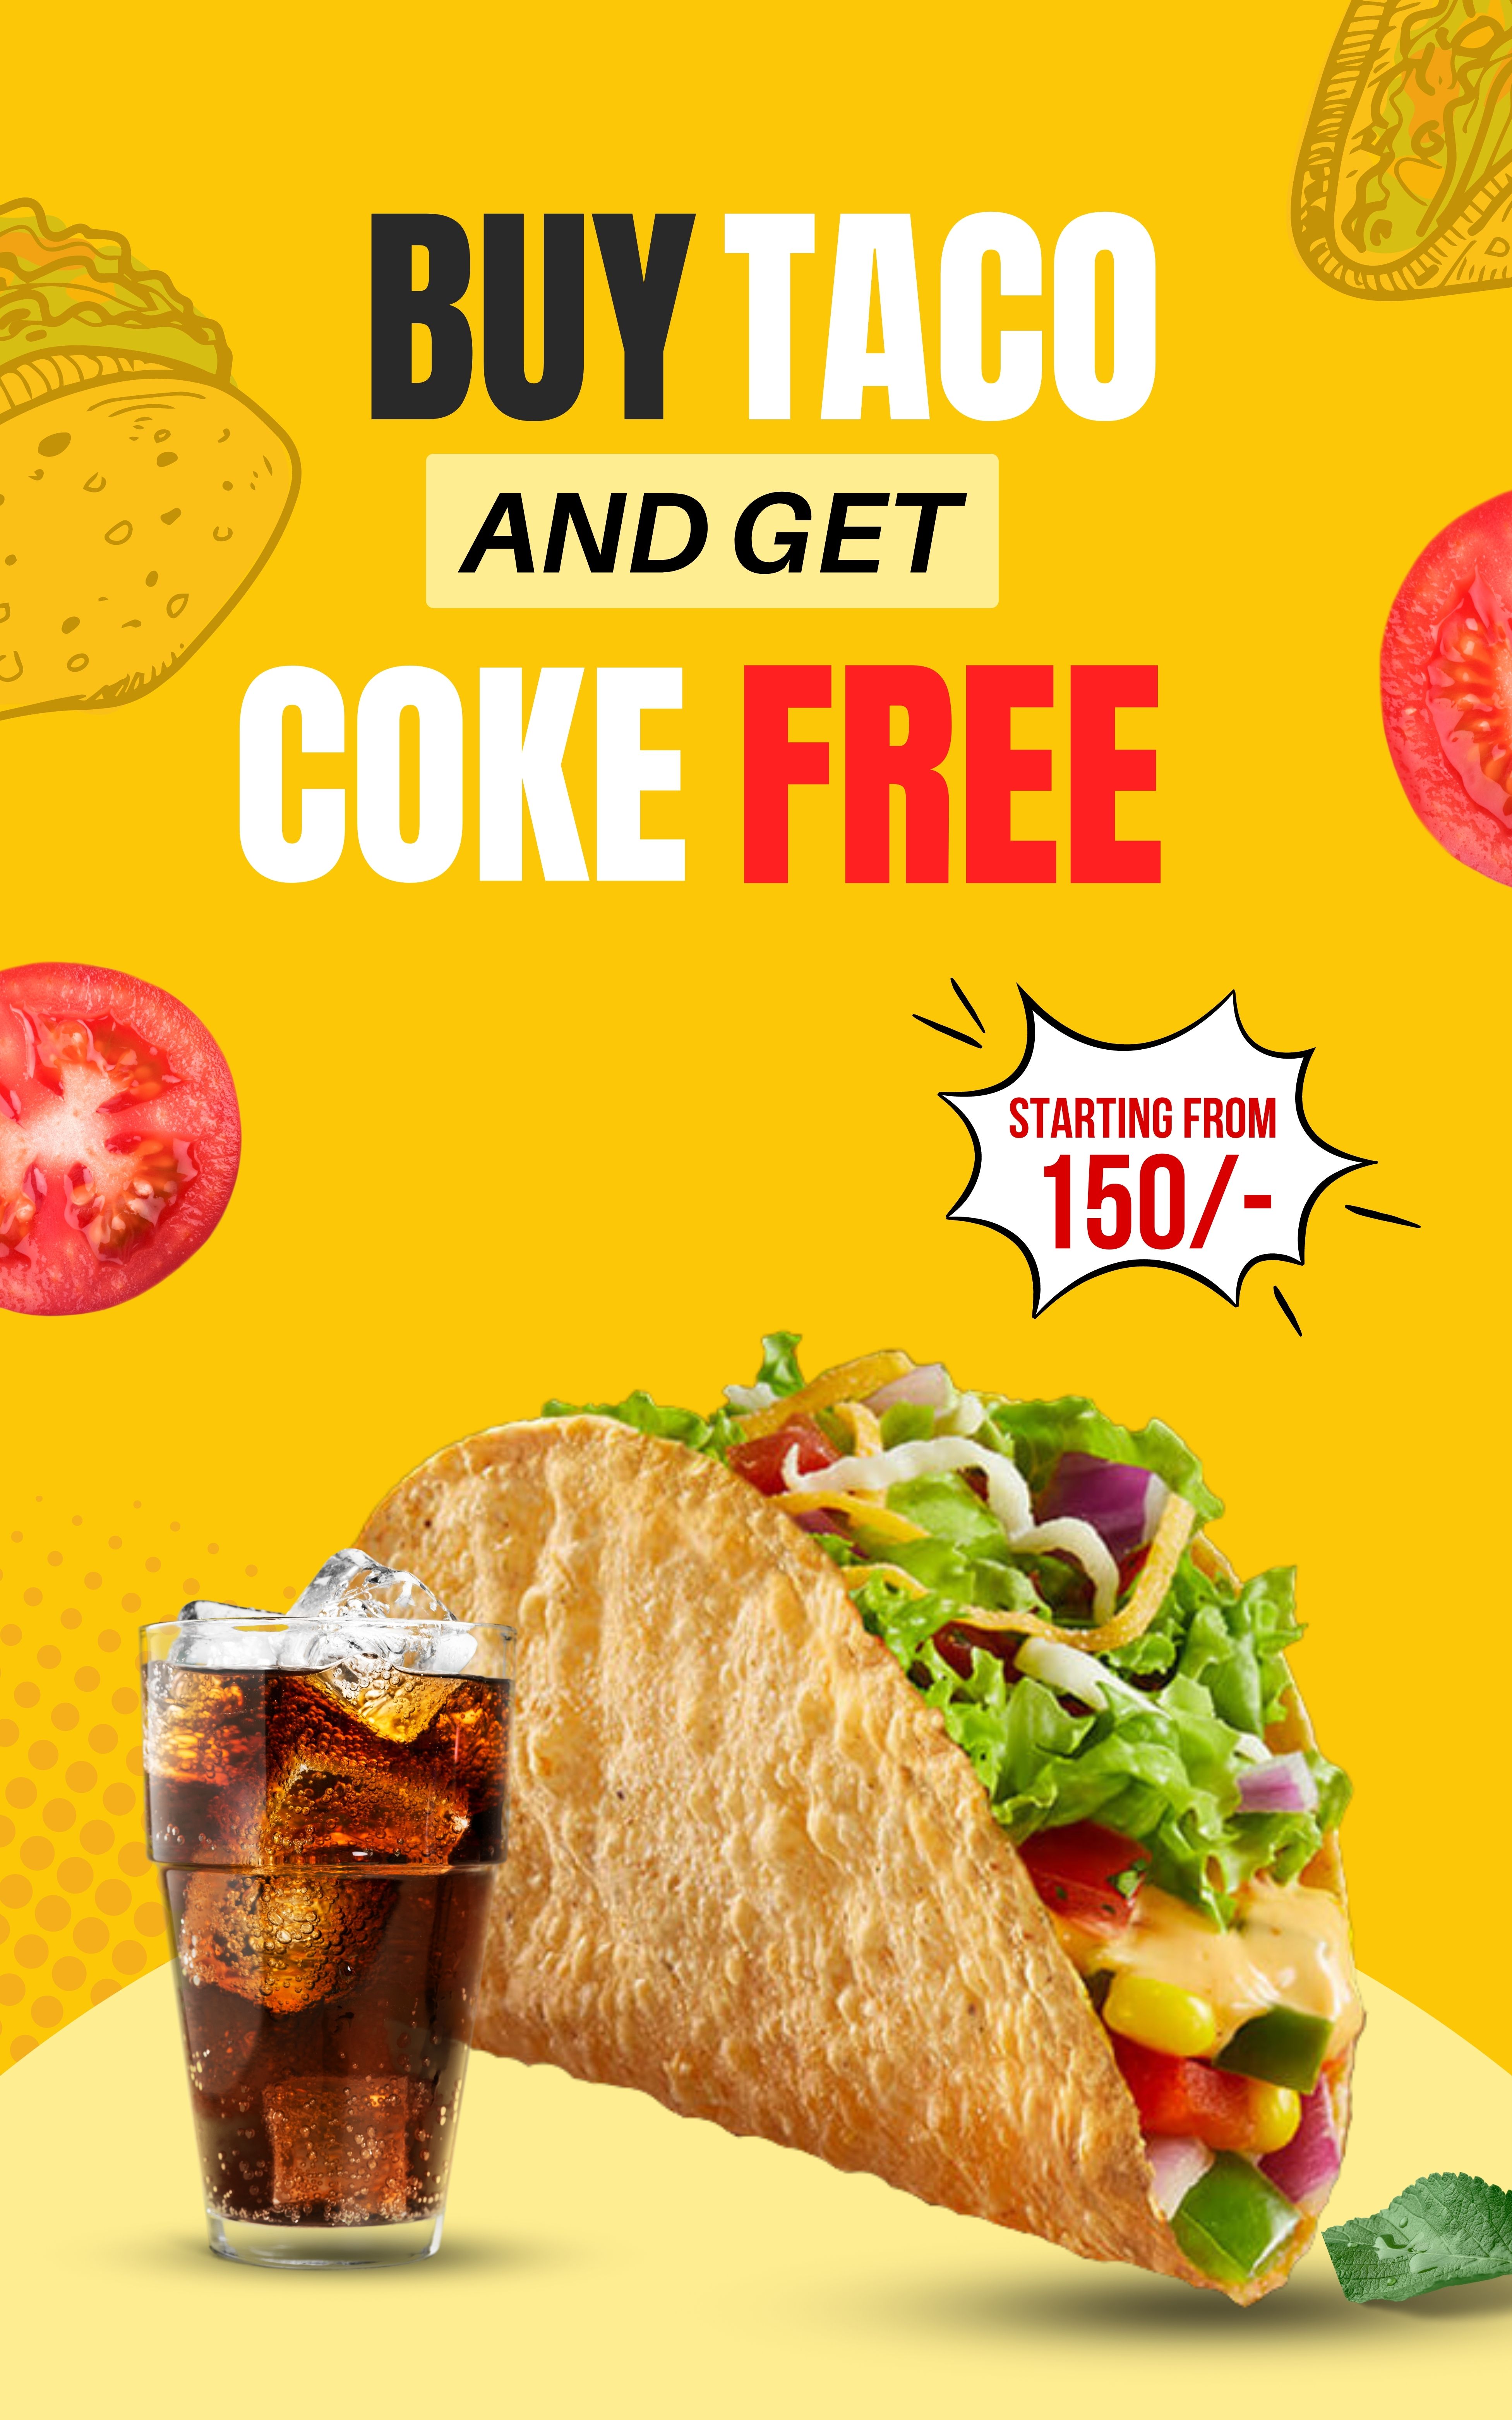 BUY TACO
AND GET
COKE FREE
STARTING FROM
150/-